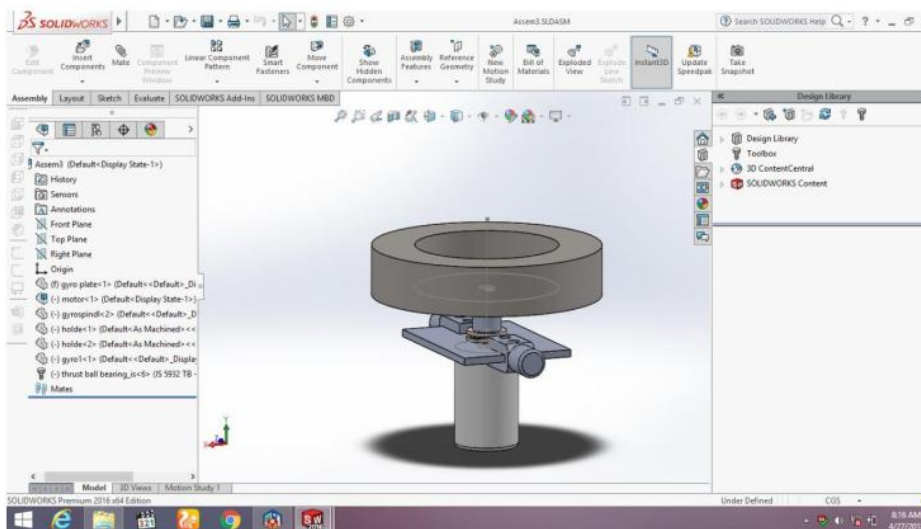 SOLIDWORKS
Assem3.SLDASM
Search SOLIDWORKS Help
Edit Component
Insert Components
Mate
Component Preview Window
Linear Component Pattern
Smart Fasteners
Move Component
Show Hidden Components
Assembly Features
Reference Geometry
New Motion Study
Bill of Materials
Exploded View
Explode Line Sketch
Instant3D
Update Speedpak
Take Snapshot
Assembly Layout Sketch Evaluate SOLIDWORKS Add-Ins SOLIDWORKS MBD
Design Library
Assem3 (Default<Display State-1>)
History
Sensors
Annotations
Front Plane
Top Plane
Right Plane
Origin
(f) gyro plate<1> (Default<<Default>_Di
(-) motor<1> (Default<Display State-1>)
(-) gyrospindl<2> (Default<<Default>_D
(-) holde<1> (Default<As Machined><<
(-) holde<2> (Default<As Machined><<
(-) gyro1<1> (Default<<Default>_Display
(-) thrust ball bearing_is<6> (IS 5932 TB -
Mates
Design Library
Toolbox
3D ContentCentral
SOLIDWORKS Content
Model 3D Views Motion Study 1
SOLIDWORKS Premium 2016 x64 Edition
Under Defined
CGS
8:16 AM